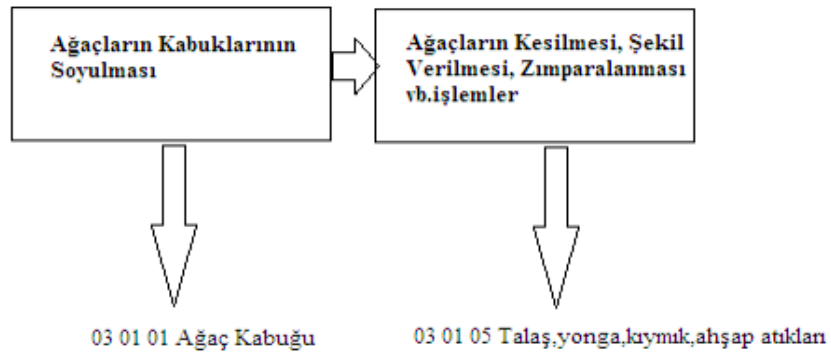 Ağaçların Kabuklarının
Soyulması
Ağaçların Kesilmesi, Şekil
Verilmesi, Zımparalanması
vb.işlemler
03 01 01 Ağaç Kabuğu
03 01 05 Talaş,yonga,kıymık,ahşap atıkları